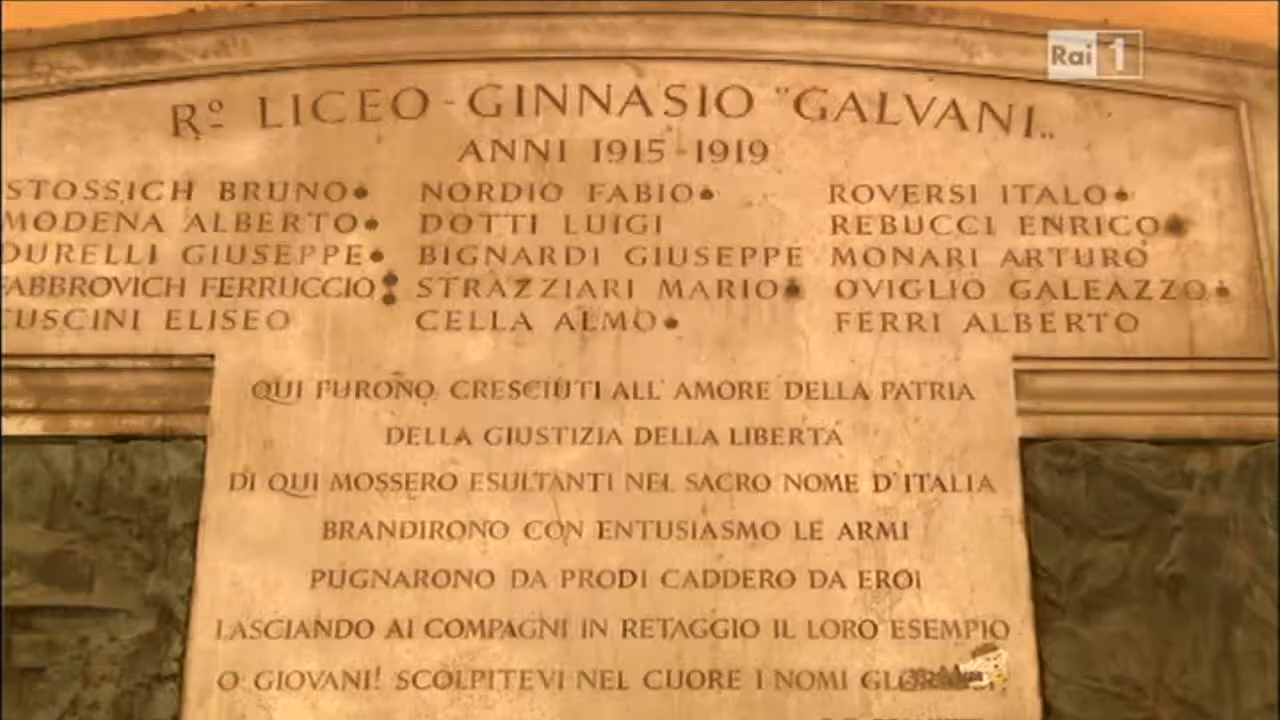 Rai 1
Rº LICEO-GINNASIO "GALVANI„
ANNI 1915-1919
STOSSICH BRUNO NORDIO FABIO ROVERSI ITALO
MODENA ALBERTO DOTTI LUIGI REBUCCI ENRICO
DURELLI GIUSEPPE BIGNARDI GIUSEPPE MONARI ARTURO
FABBROVICH FERRUCCIO STRAZZIARI MARIO OVIGLIO GALEAZZO
ELISEO CELLA ALMO FERRI ALBERTO
QUI FURONO CRESCIUTI ALL'AMORE DELLA PATRIA
DELLA GIUSTIZIA DELLA LIBERTÀ
DI QUI MOSSERO ESULTANTI NEL SACRO NOME D'ITALIA
BRANDIRONO CON ENTUSIASMO LE ARMI
PUGNARONO DA PRODI CADDERO DA EROI
LASCIANDO AI COMPAGNI IN RETAGGIO IL LORO ESEMPIO
O GIOVANI! SCOLPITEVI NEL CUORE I NOMI